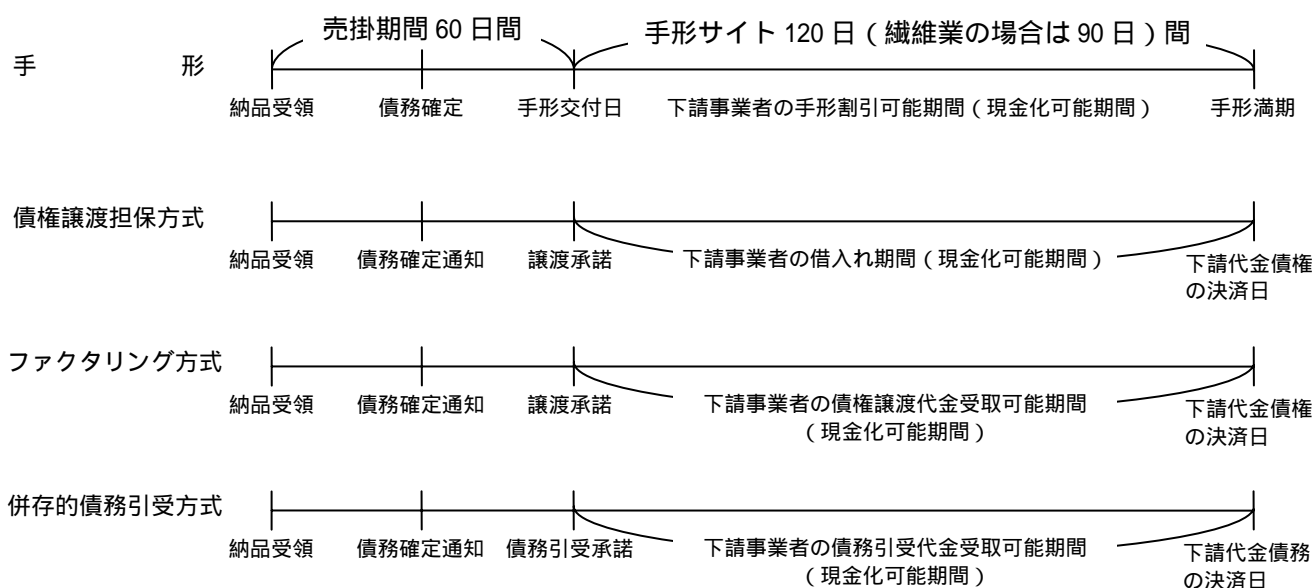 売掛期間 60 日間
手形サイト 120 日（繊維業の場合は 90 日）間
手 形
納品受領 債務確定 手形交付日 下請事業者の手形割引可能期間（現金化可能期間） 手形満期
債権譲渡担保方式
納品受領 債務確定通知 譲渡承諾 下請事業者の借入れ期間（現金化可能期間） 下請代金債権
の決済日
ファクタリング方式
納品受領 債務確定通知 譲渡承諾 下請事業者の債権譲渡代金受取可能期間 下請代金債権
（現金化可能期間） の決済日
併存的債務引受方式
納品受領 債務確定通知 債務引受承諾 下請事業者の債務引受代金受取可能期間 下請代金債務
（現金化可能期間） の決済日